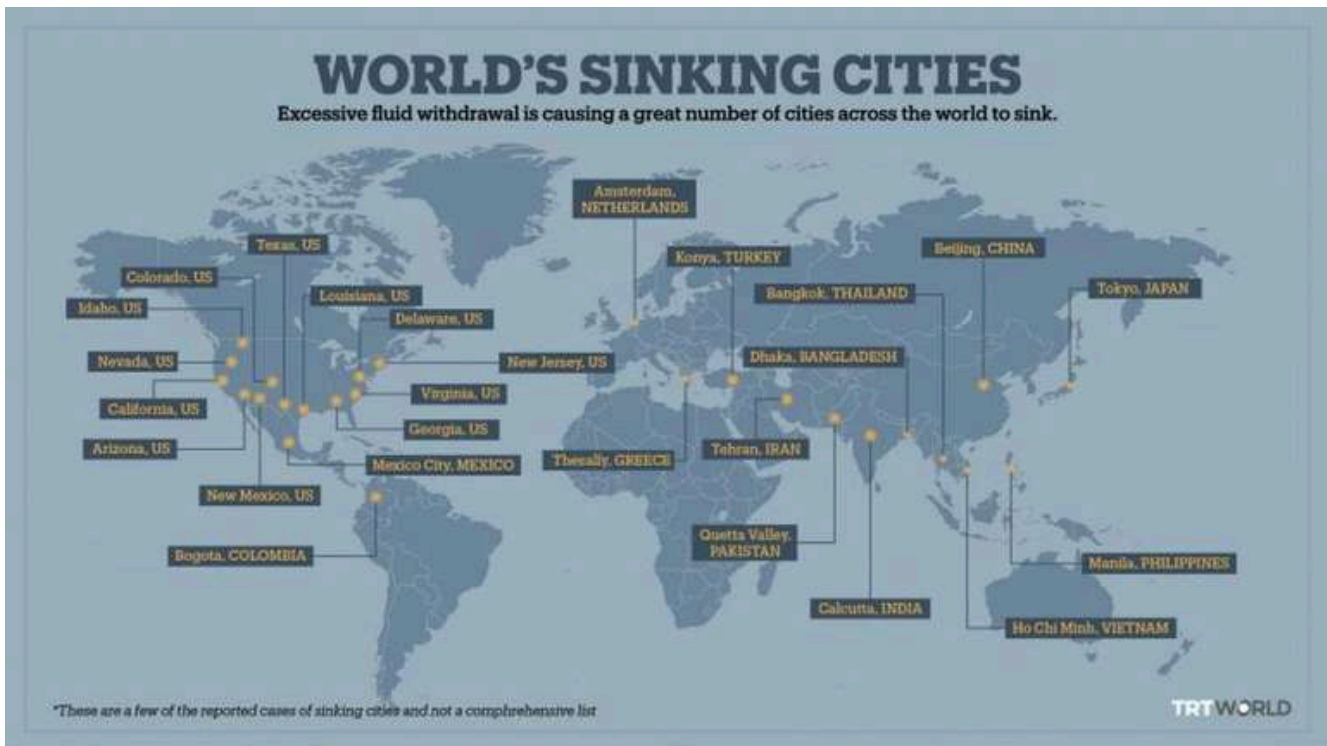 WORLD'S SINKING CITIES
Excessive fluid withdrawal is causing a great number of cities across the world to sink.
Amsterdam,
NETHERLANDS
Texas, US
Konya, TURKEY
Beijing, CHINA
Colorado, US
Louisiana, US
Bangkok, THAILAND
Tokyo, JAPAN
Idaho, US
Delaware, US
Nevada, US
New Jersey, US
Dhaka, BANGLADESH
California, US
Virginia, US
Georgia, US
Arizona, US
Mexico City, MEXICO
Thecally, GREECE
Tehran, IRAN
New Mexico, US
Quetta Valley,
PAKISTAN
Bogota, COLOMBIA
Manila, PHILIPPINES
Calcutta, INDIA
Ho Chi Minh, VIETNAM
*These are a few of the reported cases of sinking cities and not a comphrehensive list
TRT WORLD